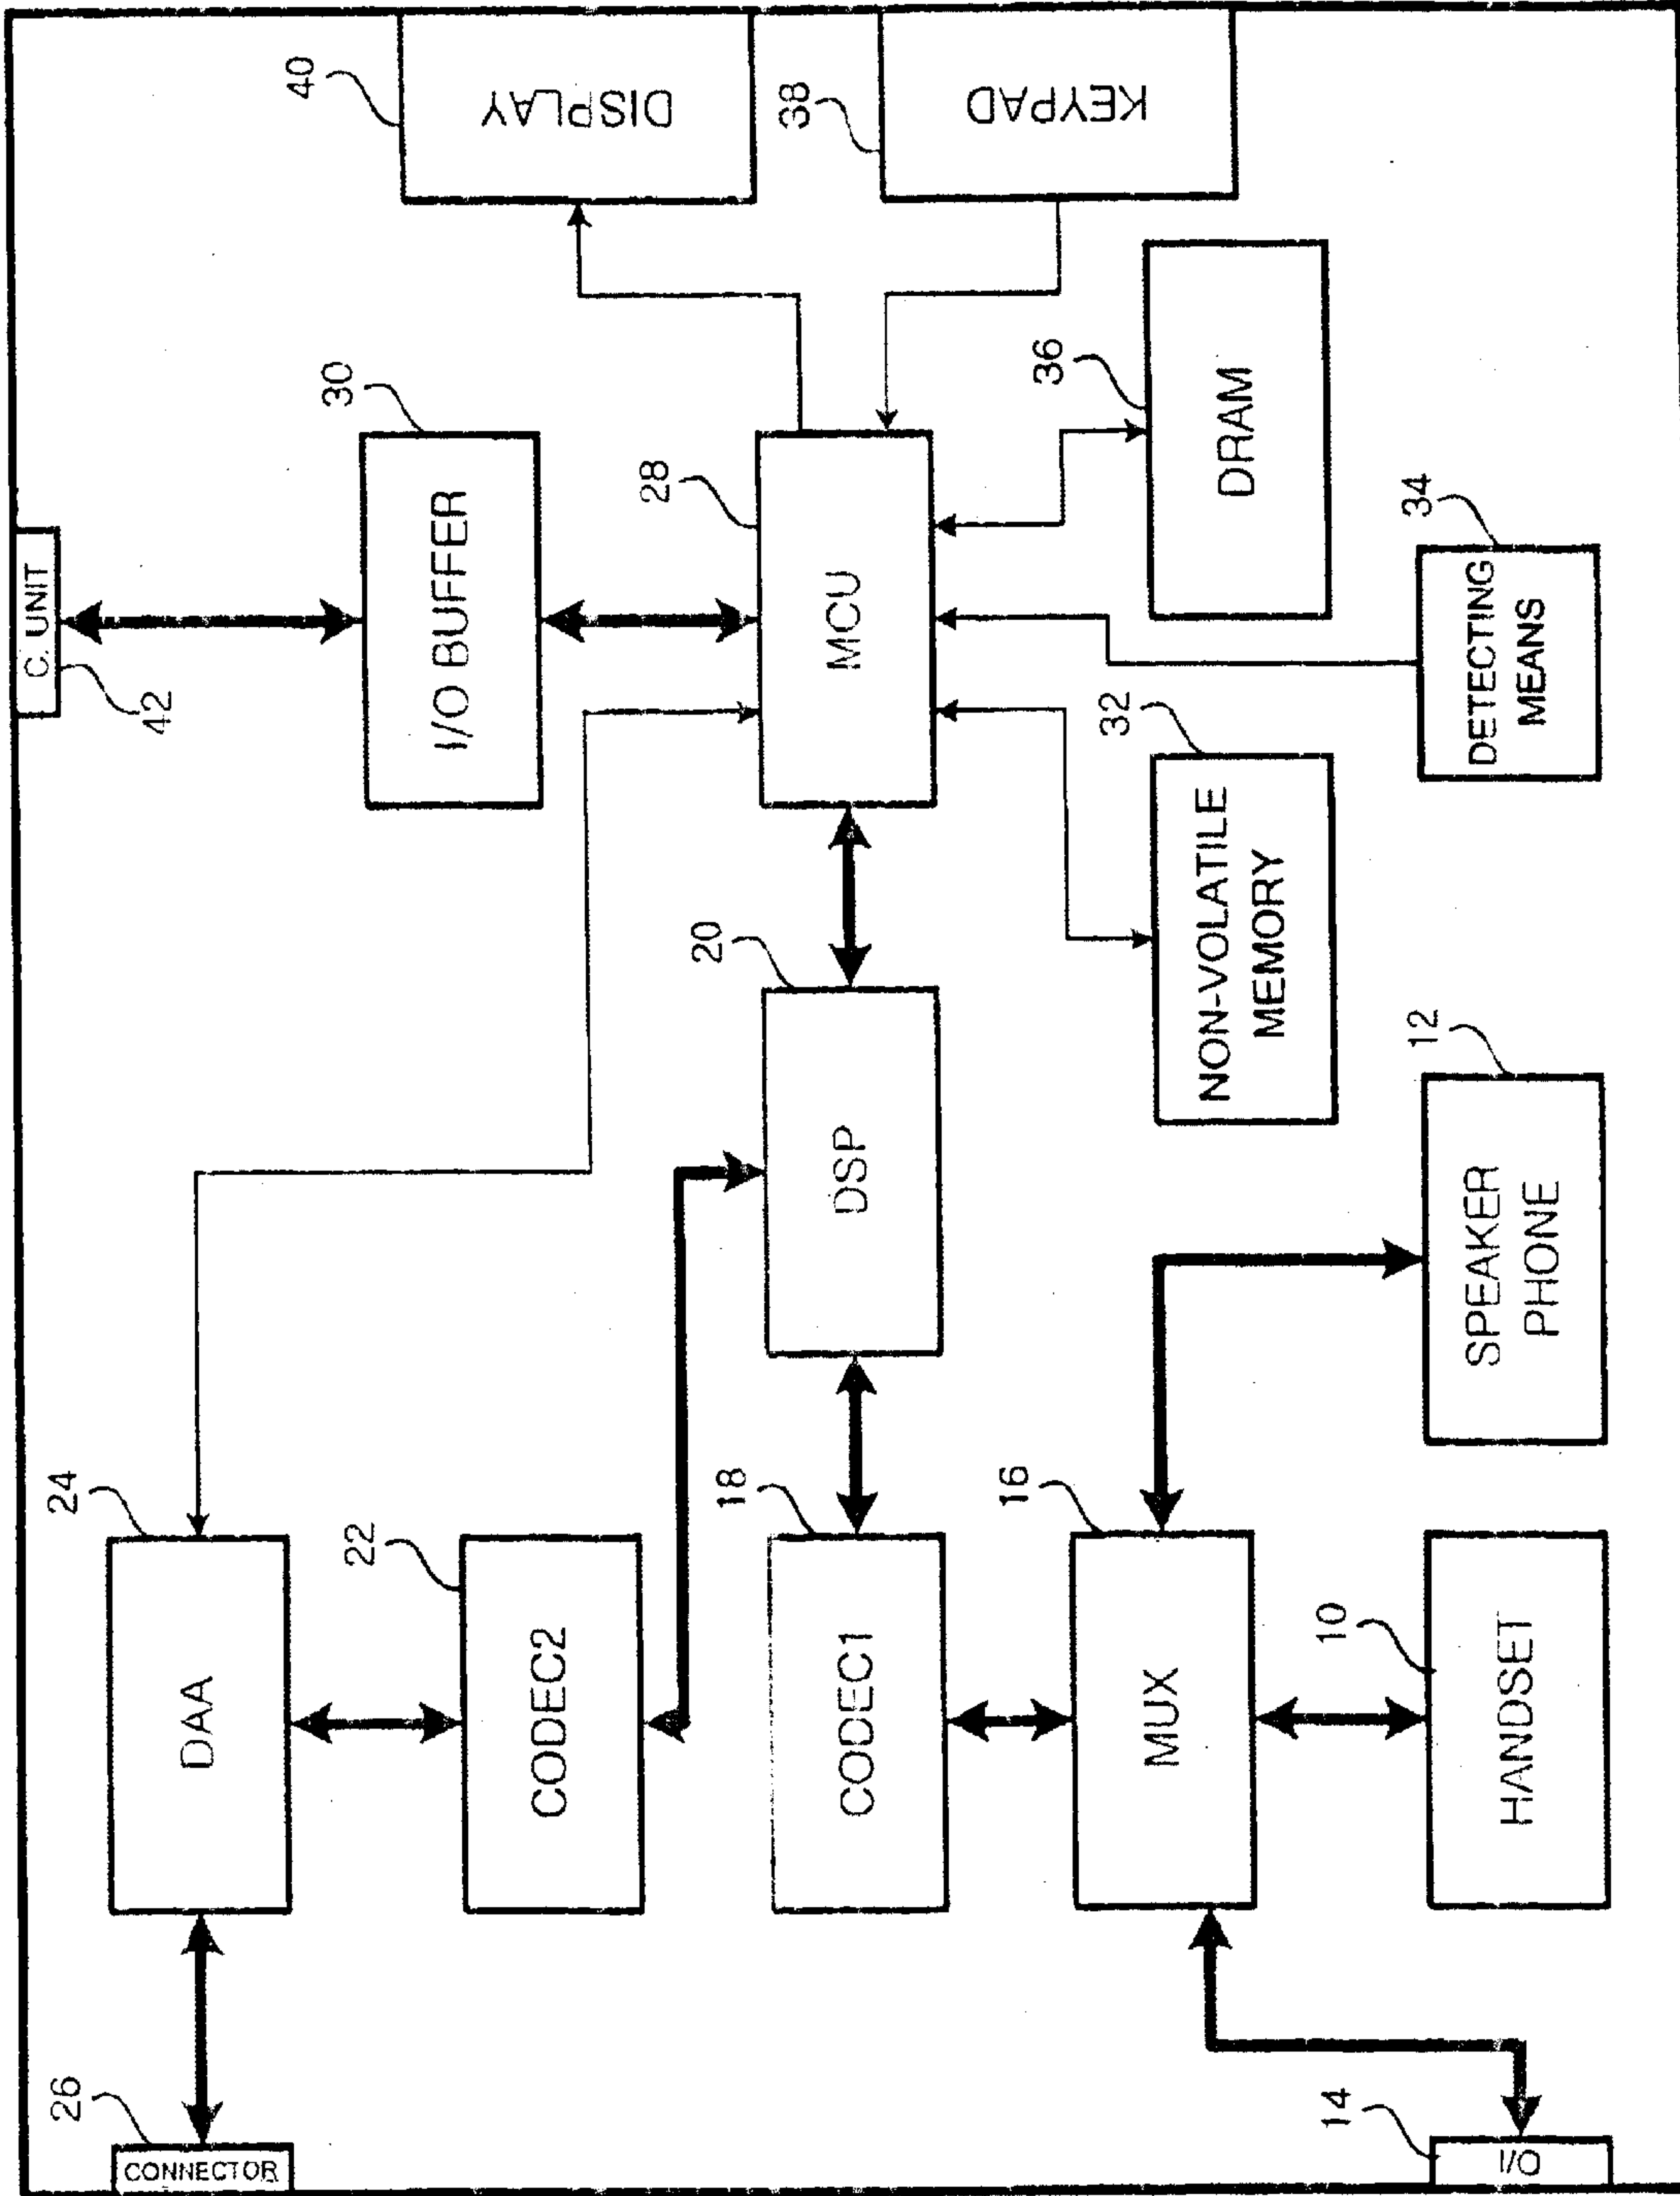 40
DISPLAY
38
KEYPAD
C. UNIT
42
30
I/O BUFFER
28
MCU
36
DRAM
34
DETECTING
MEANS
32
NON-VOLATILE
MEMORY
20
DSP
12
SPEAKER
PHONE
24
DAA
22
CODEC2
18
CODEC1
16
MUX
10
HANDSET
26
CONNECTOR
14
I/O